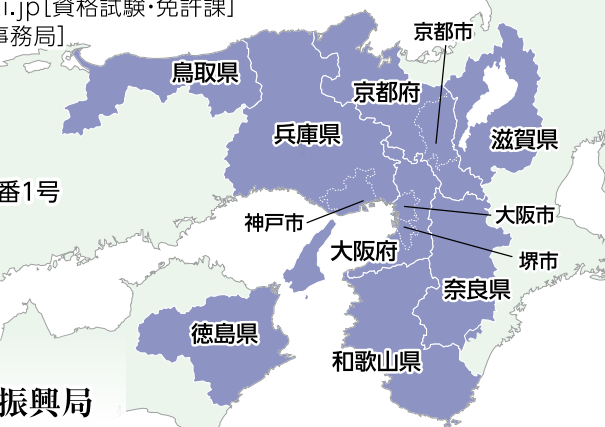 i.jp[資格試験・免許課]
事務局]
京都市
鳥取県
京都府
兵庫県
滋賀県
番1号
神戸市
大阪市
大阪府
堺市
奈良県
徳島県
和歌山県
振興局